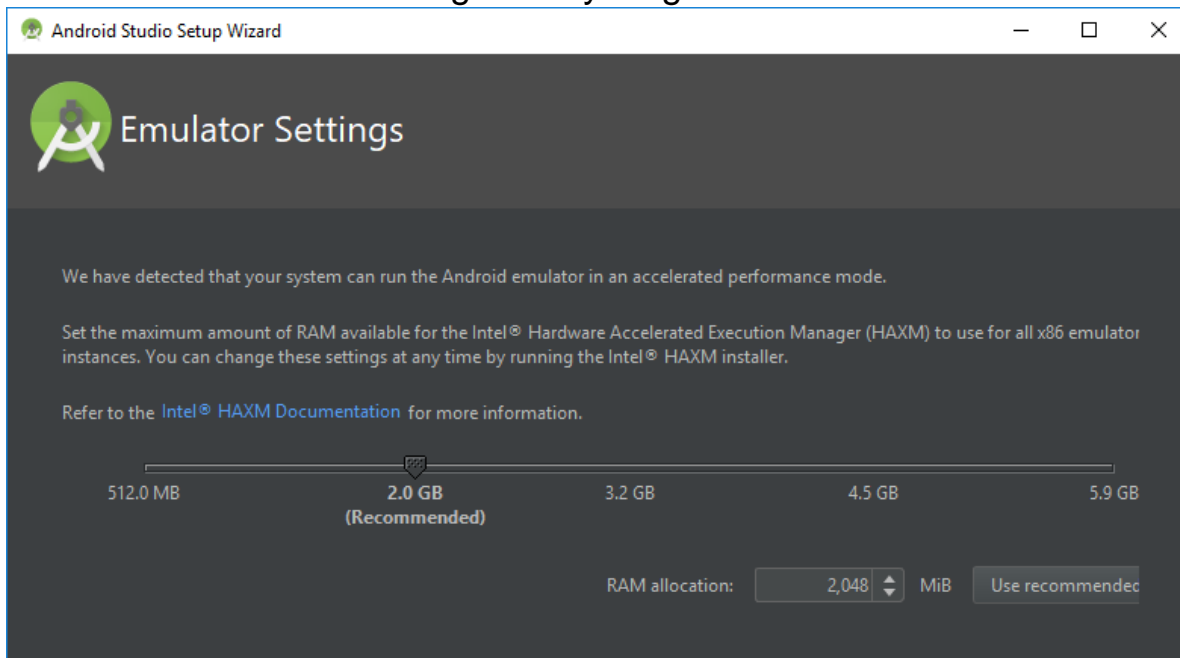 Android Studio Setup Wizard
Emulator Settings
We have detected that your system can run the Android emulator in an accelerated performance mode.
Set the maximum amount of RAM available for the Intel® Hardware Accelerated Execution Manager (HAXM) to use for all x86 emulator
instances. You can change these settings at any time by running the Intel® HAXM installer.
Refer to the Intel® HAXM Documentation for more information.
512.0 MB 2.0 GB 3.2 GB 4.5 GB 5.9 GB
(Recommended)
RAM allocation: 2,048 MiB Use recommended